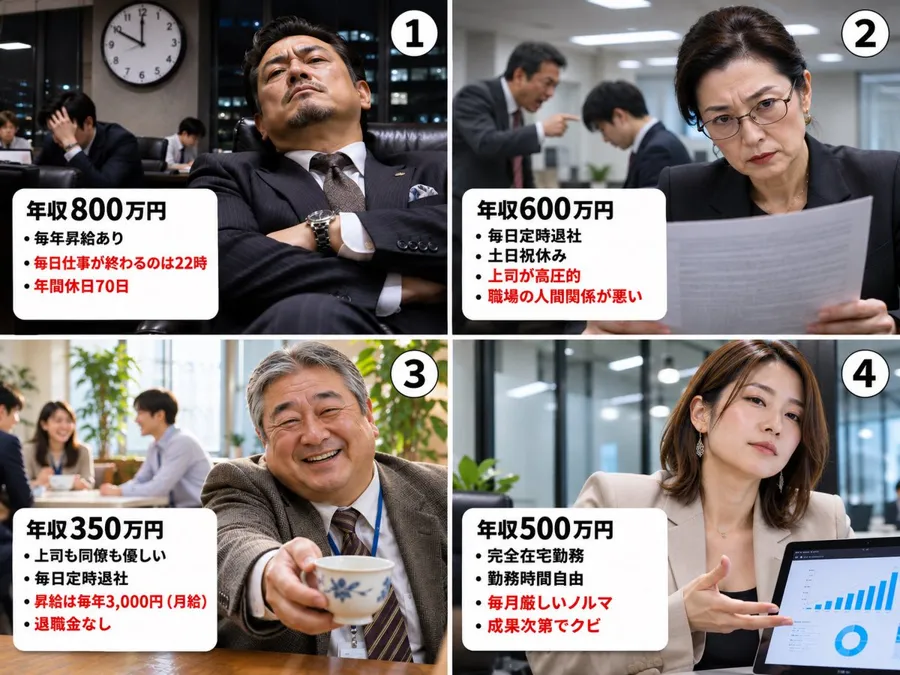 1
年収800万円
・毎年昇給あり
・毎日仕事が終わるのは22時
・年間休日70日
2
年収600万円
・毎日定時退社
・土日祝休み
・上司が高圧的
・職場の人間関係が悪い
3
年収350万円
・上司も同僚も優しい
・毎日定時退社
・昇給は毎年3,000円(月給)
・退職金なし
4
年収500万円
・完全在宅勤務
・勤務時間自由
・毎月厳しいノルマ
・成果次第でクビ